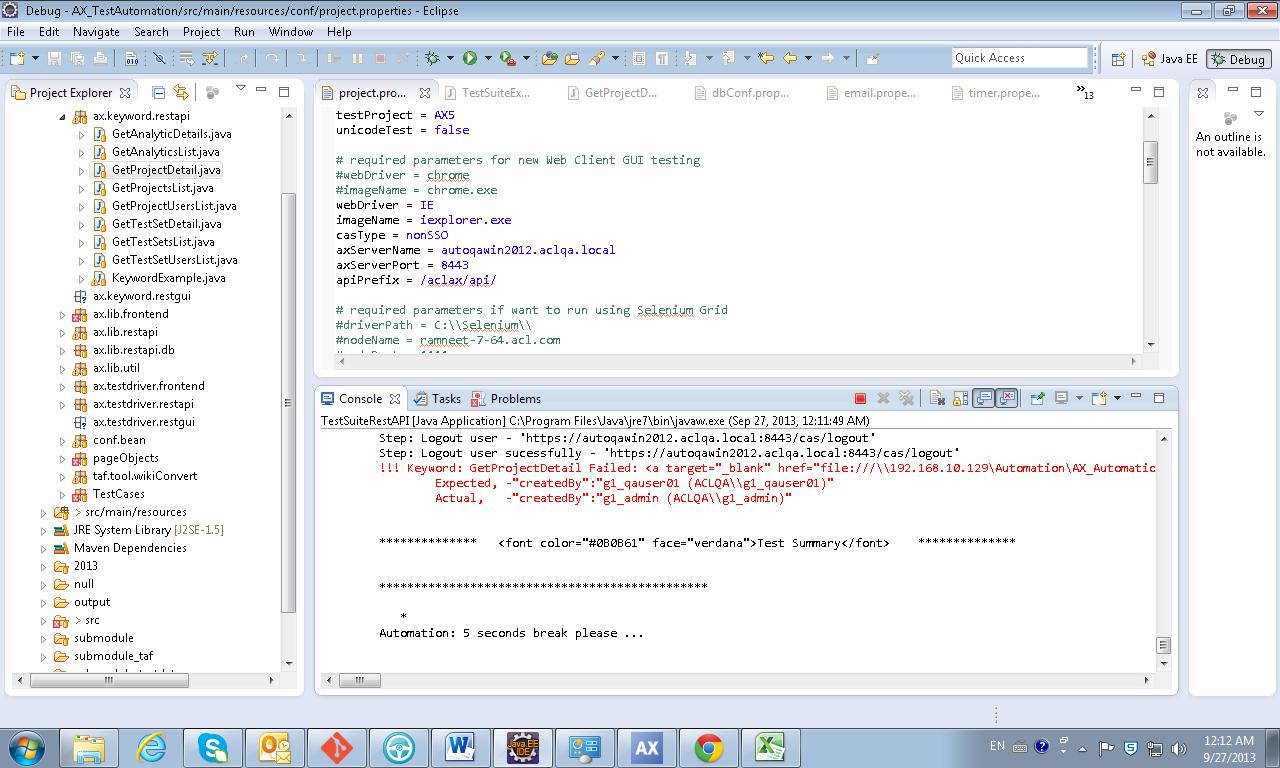 Debug - AX_TestAutomation/src/main/resources/conf/project.properties - Eclipse
File Edit Navigate Search Project Run Window Help
Quick Access
Java EE
Debug
Project Explorer
ax.keyword.restapi
GetAnalyticDetails.java
GetAnalyticsList.java
GetProjectDetail.java
GetProjectsList.java
GetProjectUsersList.java
GetTestSetDetail.java
GetTestSetsList.java
GetTestSetUsersList.java
KeywordExample.java
ax.keyword.restgui
ax.lib.frontend
ax.lib.restapi
ax.lib.restapi.db
ax.lib.util
ax.testdriver.frontend
ax.testdriver.restapi
ax.testdriver.restgui
conf.bean
pageObjects
taf.tool.wikiConvert
TestCases
> src/main/resources
JRE System Library [J2SE-1.5]
Maven Dependencies
2013
null
output
> src
submodule
submodule_taf
project.pro... TestSuiteEx... GetProjectD... dbConf.prop... email.prope... timer.prope... »13
testProject = AX5
unicodeTest = false
# required parameters for new Web Client GUI testing
#webDriver = chrome
#imageName = chrome.exe
webDriver = IE
imageName = iexplorer.exe
casType = nonSSO
axServerName = autoqawin2012.aclqa.local
axServerPort = 8443
apiPrefix = /aclax/api/
# required parameters if want to run using Selenium Grid
#driverPath = C:\\Selenium\\
#nodeName = ramneet-7-64.acl.com
An outline is
not available.
Console Tasks Problems
TestSuiteRestAPI [Java Application] C:\Program Files\Java\jre7\bin\javaw.exe (Sep 27, 2013, 12:11:49 AM)
Step: Logout user - 'https://autoqawin2012.aclqa.local:8443/cas/logout'
Step: Logout user sucessfully - 'https://autoqawin2012.aclqa.local:8443/cas/logout'
!!! Keyword: GetProjectDetail Failed: <a target="_blank" href="file:///\\192.168.10.129\Automation\AX_Automatio
Expected, -"createdBy":"g1_qauser01 (ACLQA\\g1_qauser01)"
Actual, -"createdBy":"g1_admin (ACLQA\\g1_admin)"
************** <font color="#0B0B61" face="verdana">Test Summary</font> **************
***********************************************
*
Automation: 5 seconds break please ...
EN
12:12 AM
9/27/2013
AX
Java EE
IDE